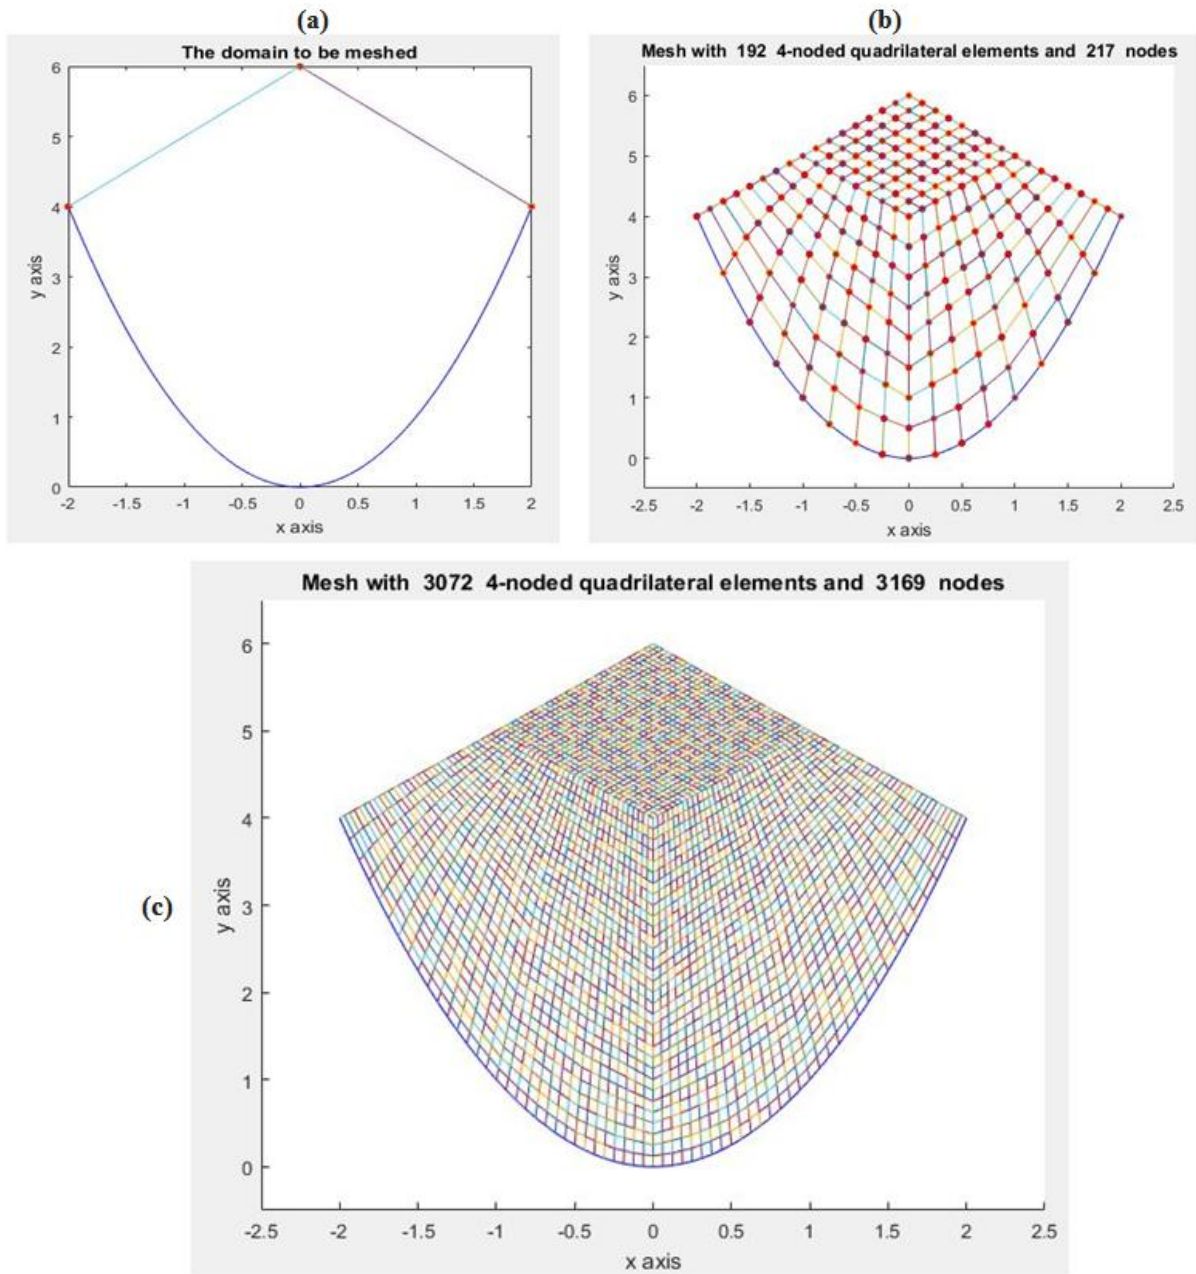 (a)
The domain to be meshed
6
5
4
3
2
1
0
y axis
-2 -1.5 -1 -0.5 0 0.5 1 1.5 2
x axis
(b)
Mesh with 192 4-noded quadrilateral elements and 217 nodes
6
5
4
3
2
1
0
y axis
-2.5 -2 -1.5 -1 -0.5 0 0.5 1 1.5 2 2.5
x axis
Mesh with 3072 4-noded quadrilateral elements and 3169 nodes
(c)
6
5
4
3
2
1
0
y axis
-2.5 -2 -1.5 -1 -0.5 0 0.5 1 1.5 2 2.5
x axis